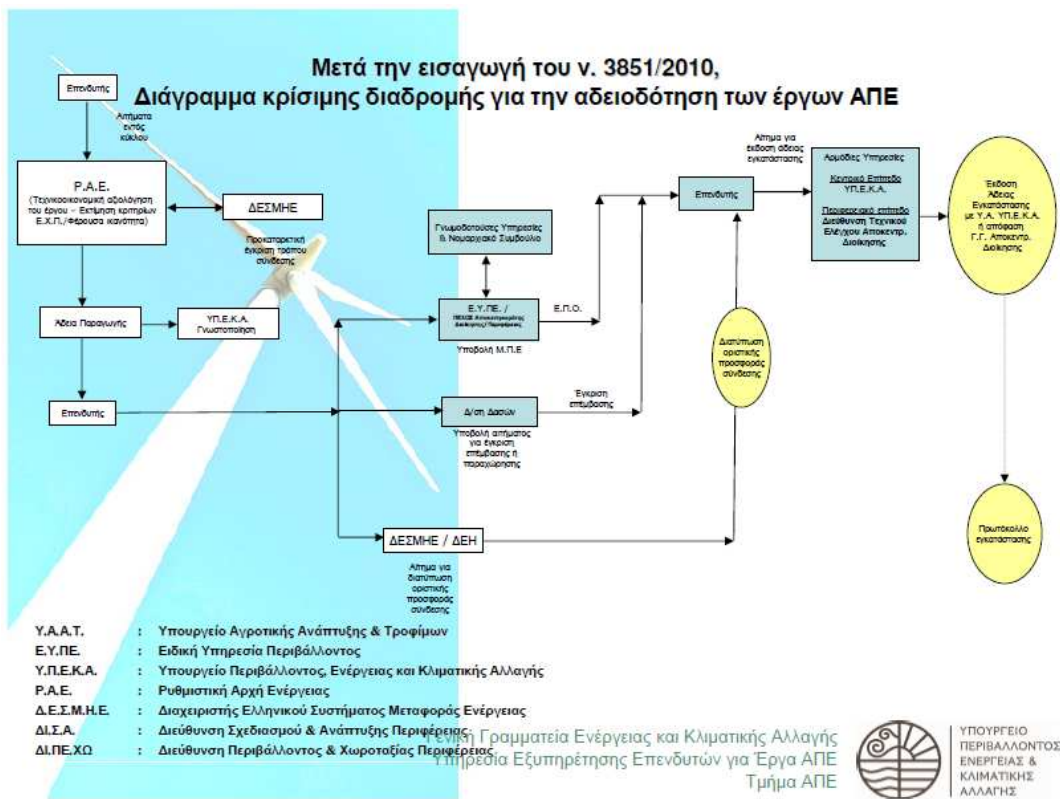 Μετά την εισαγωγή του ν. 3851/2010,
Διάγραμμα κρίσιμης διαδρομής για την αδειοδότηση των έργων ΑΠΕ
Επενδυτής
Αιτήματα
εντός
κύκλου
Ρ.Α.Ε.
(Τεχνικοοικονομική αξιολόγηση
του έργου – Εκτίμηση κριτηρίων
Ε.Χ.Π./Φέρουσα ικανότητα)
ΔΕΣΜΗΕ
Προκαταρκτική
έγκριση τρόπου
σύνδεσης
Άδεια Παραγωγής
ΥΠ.Ε.Κ.Α.
Γνωστοποίηση
Επενδυτής
Γνωμοδοτούσες Υπηρεσίες
& Νομαρχιακό Συμβούλιο
Ε.Υ.ΠΕ. /
Υποβολή Μ.Π.Ε
Ε.Π.Ο.
Δ/ση Δασών
Υποβολή αιτήματος
για έγκριση
επέμβασης ή
παραχώρησης
Έγκριση
επέμβασης
ΔΕΣΜΗΕ / ΔΕΗ
Αίτημα για
διατύπωση
οριστικής
προσφοράς
σύνδεσης
Διατύπωση
οριστικής
προσφοράς
σύνδεσης
Επενδυτής
Αίτημα για
έκδοση άδειας
εγκατάστασης
Αρμόδιες Υπηρεσίες
Κεντρικό Επίπεδο
ΥΠ.Ε.Κ.Α.
Περιφερειακό επίπεδο
Διεύθυνση Τεχνικού
Ελέγχου Αποκεντρ.
Διοίκησης
Έκδοση
Άδειας
Εγκατάστασης
με Υ.Α. ΥΠ.Ε.Κ.Α.
ή απόφαση
Γ.Γ. Αποκεντρ.
Διοίκησης
Πρωτόκολλο
εγκατάστασης
Υ.Α.Α.Τ. : Υπουργείο Αγροτικής Ανάπτυξης & Τροφίμων
Ε.Υ.ΠΕ. : Ειδική Υπηρεσία Περιβάλλοντος
Υ.Π.Ε.Κ.Α. : Υπουργείο Περιβάλλοντος, Ενέργειας και Κλιματικής Αλλαγής
Ρ.Α.Ε. : Ρυθμιστική Αρχή Ενέργειας
Δ.Ε.Σ.Μ.Η.Ε. : Διαχειριστής Ελληνικού Συστήματος Μεταφοράς Ενέργειας
ΔΙ.Σ.Α. : Διεύθυνση Σχεδιασμού & Ανάπτυξης Περιφέρειας
ΔΙ.ΠΕ.ΧΩ : Διεύθυνση Περιβάλλοντος & Χωροταξίας Περιφέρειας
Γενική Γραμματεία Ενέργειας και Κλιματικής Αλλαγής
Υπηρεσία Εξυπηρέτησης Επενδυτών για Έργα ΑΠΕ
Τμήμα ΑΠΕ
ΥΠΟΥΡΓΕΙΟ
ΠΕΡΙΒΑΛΛΟΝΤΟΣ
ΕΝΕΡΓΕΙΑΣ &
ΚΛΙΜΑΤΙΚΗΣ
ΑΛΛΑΓΗΣ